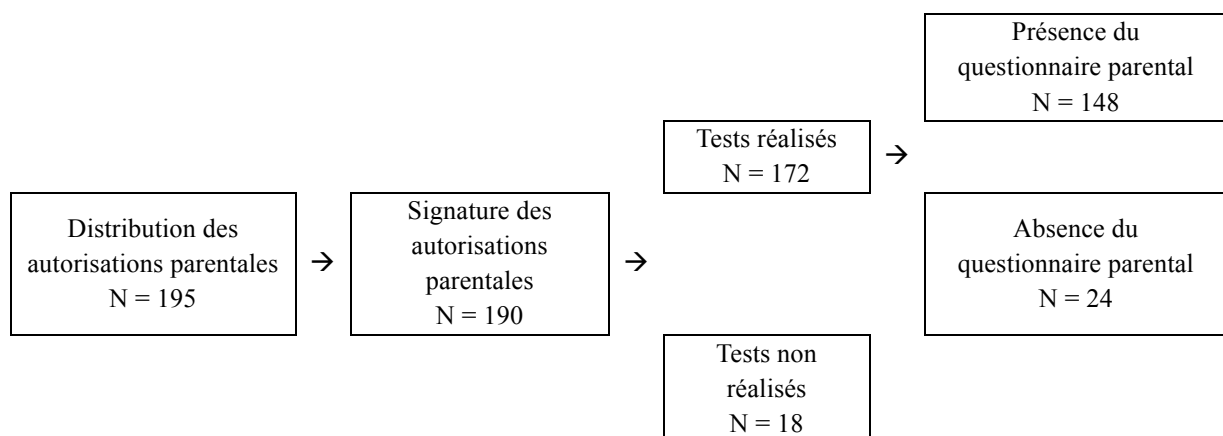 Distribution des
autorisations parentales
N = 195
→
Signature des
autorisations
parentales
N = 190
→
Tests réalisés
N = 172
→
Tests non
réalisés
N = 18
Présence du
questionnaire parental
N = 148
Absence du
questionnaire parental
N = 24